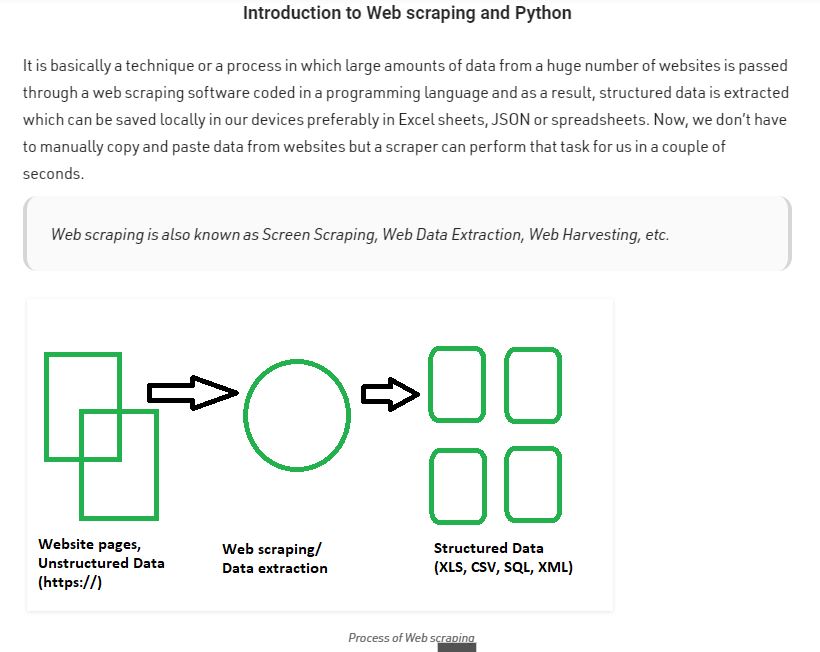 Introduction to Web scraping and Python
It is basically a technique or a process in which large amounts of data from a huge number of websites is passed
through a web scraping software coded in a programming language and as a result, structured data is extracted
which can be saved locally in our devices preferably in Excel sheets, JSON or spreadsheets. Now, we don't have
to manually copy and paste data from websites but a scraper can perform that task for us in a couple of
seconds.
Web scraping is also known as Screen Scraping, Web Data Extraction, Web Harvesting, etc.
Website pages,
Unstructured Data
(https://)
Web scraping/
Data extraction
Structured Data
(XLS, CSV, SQL, XML)
Process of Web scraping